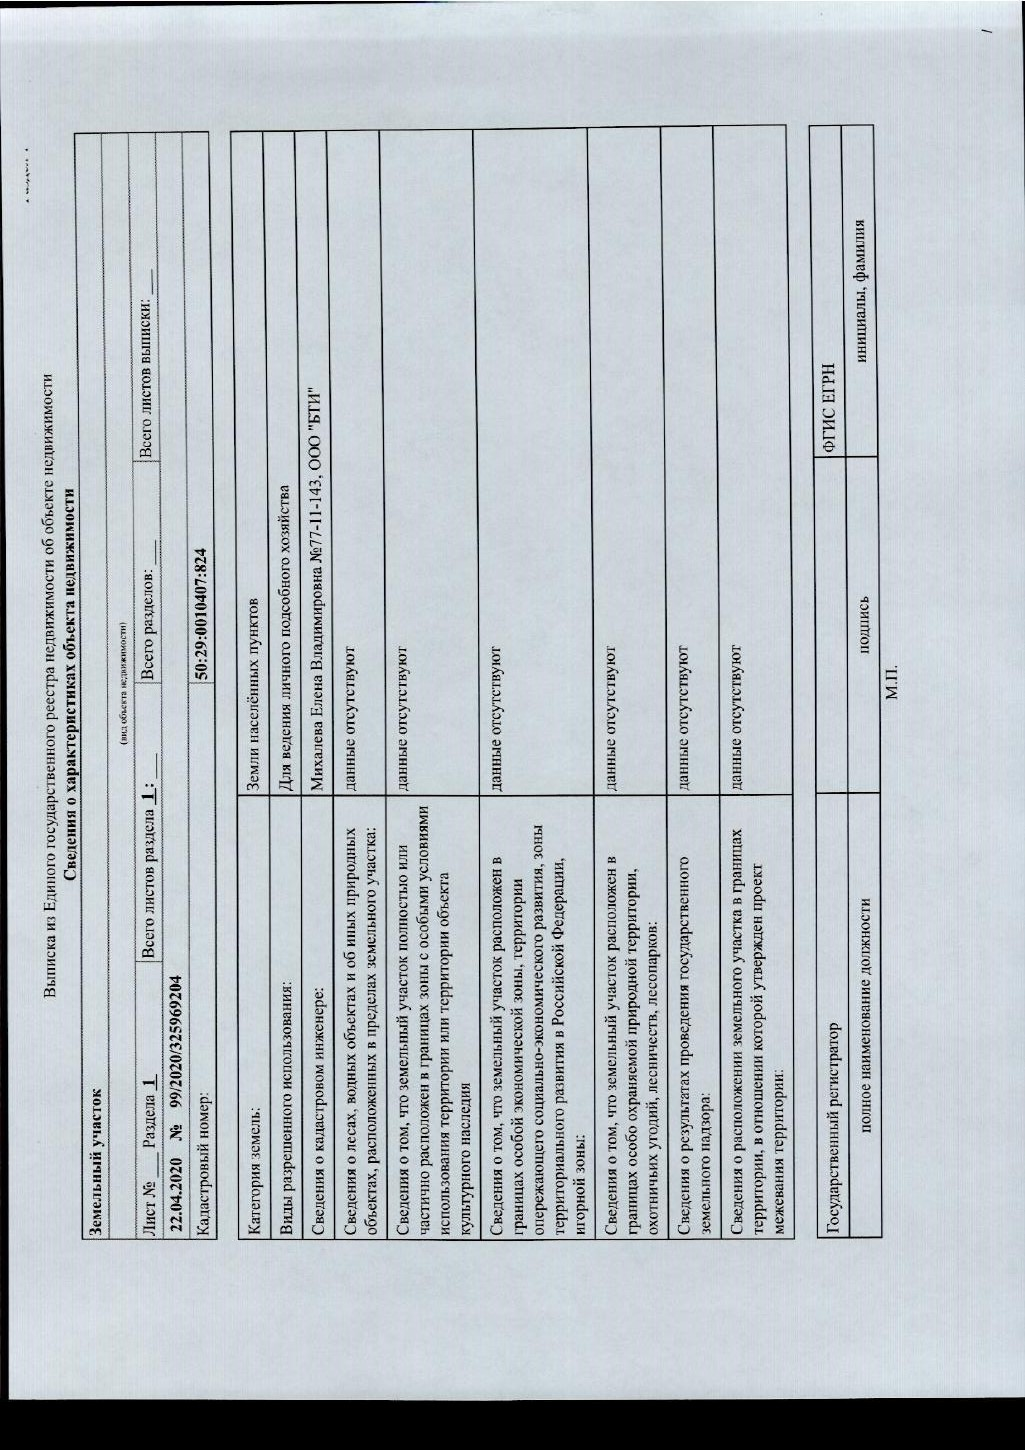 Выписка из Единого государственного реестра недвижимости об объекте недвижимости
Сведения о характеристиках объекта недвижимости
Земельный участок
(вид объекта недвижимости)
Лист № ___ Раздела 1 Всего листов раздела 1 : ___ Всего разделов: ___ Всего листов выписки: ___
22.04.2020 № 99/2020/325969204
Кадастровый номер: 50:29:0010407:824
Категория земель: Земли населённых пунктов
Виды разрешенного использования: Для ведения личного подсобного хозяйства
Сведения о кадастровом инженере: Михалева Елена Владимировна №77-11-143, ООО "БТИ"
Сведения о лесах, водных объектах и об иных природных данные отсутствуют
объектах, расположенных в пределах земельного участка:
Сведения о том, что земельный участок полностью или данные отсутствуют
частично расположен в границах зоны с особыми условиями
использования территории или территории объекта
культурного наследия
Сведения о том, что земельный участок расположен в данные отсутствуют
границах особой экономической зоны, территории
опережающего социально-экономического развития, зоны
территориального развития в Российской Федерации,
игорной зоны:
Сведения о том, что земельный участок расположен в данные отсутствуют
границах особо охраняемой природной территории,
охотничьих угодий, лесничеств, лесопарков:
Сведения о результатах проведения государственного данные отсутствуют
земельного надзора:
Сведения о расположении земельного участка в границах данные отсутствуют
территории, в отношении которой утвержден проект
межевания территории:
Государственный регистратор ФГИС ЕГРН
полное наименование должности подпись инициалы, фамилия
М.П.